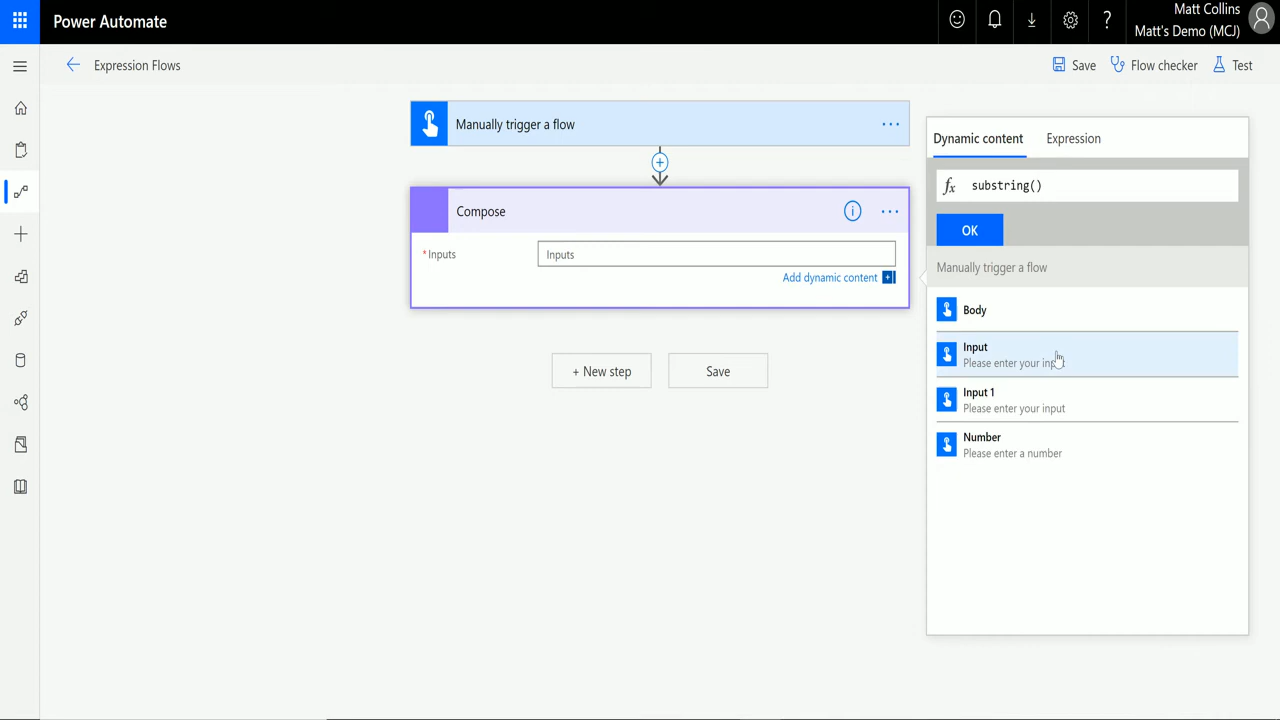 Power Automate
Matt Collins
Matt's Demo (MCJ)
?
Expression Flows
Save
Flow checker
Test
Manually trigger a flow
...
Compose
...
* Inputs
Inputs
Add dynamic content
+ New step
Save
Dynamic content
Expression
fx
substring()
OK
Manually trigger a flow
Body
Input
Please enter your input
Input 1
Please enter your input
Number
Please enter a number